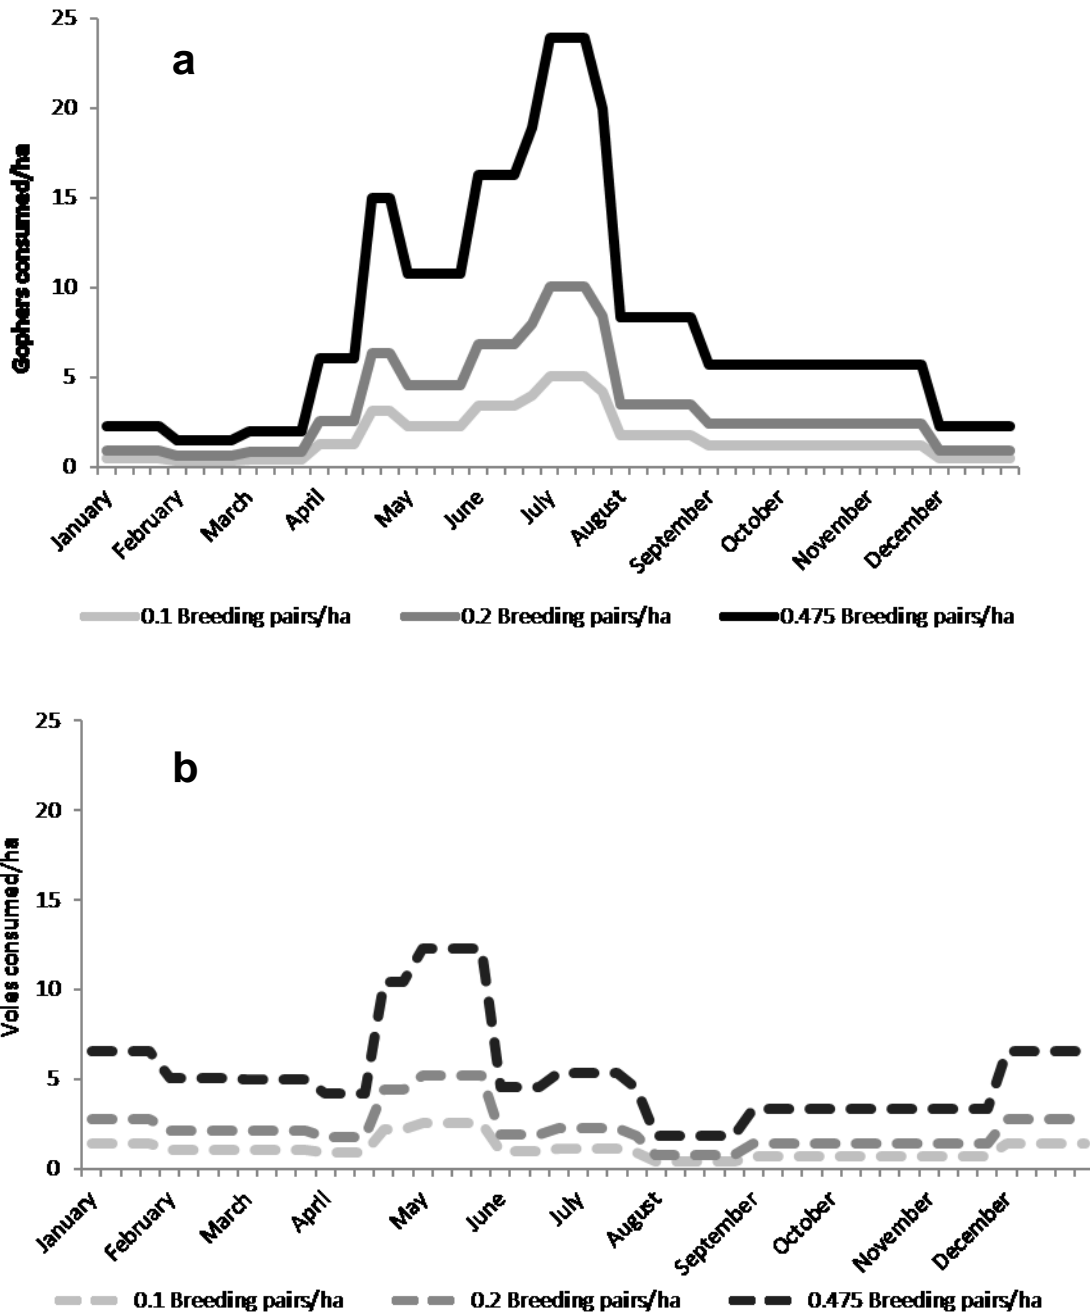 25
a
20
15
10
5
0
Gophers consumed/ha
January
February
March
April
May
June
July
August
September
October
November
December
0.1 Breeding pairs/ha
0.2 Breeding pairs/ha
0.475 Breeding pairs/ha
25
b
20
15
10
5
0
Voles consumed/ha
January
February
March
April
May
June
July
August
September
October
November
December
0.1 Breeding pairs/ha
0.2 Breeding pairs/ha
0.475 Breeding pairs/ha